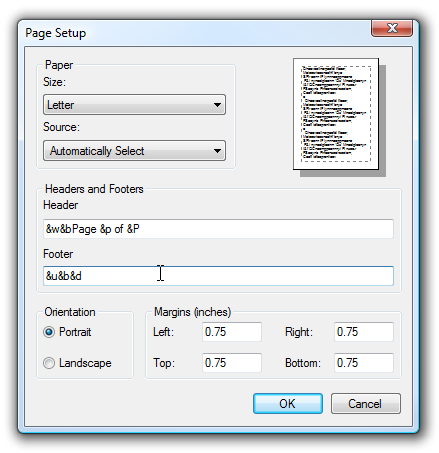 Page Setup
Paper
Size:
Letter
Source:
Automatically Select
Headers and Footers
Header
&w&bPage &p of &P
Footer
&u&b&d
Orientation
Portrait
Landscape
Margins (inches)
Left: 0.75 Right: 0.75
Top: 0.75 Bottom: 0.75
OK Cancel